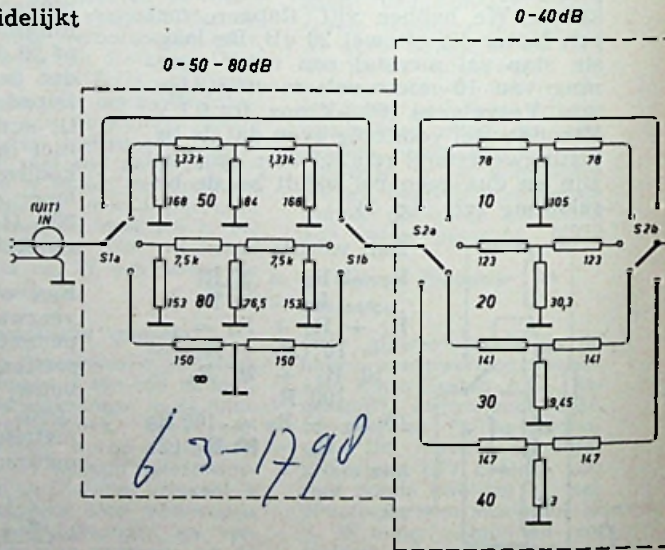 idelijkt
0-40dB
0-50-80dB
1,33k 1,33k
168 50 84 168
78 78
10 105
(UIT)
IN
S1a S1b S2a S2b
7,5k 7,5k
123 123
153 80 76,5 153
20 30,3
150 150
∞
141 141
30 9,45
63-1798
147 147
40 3